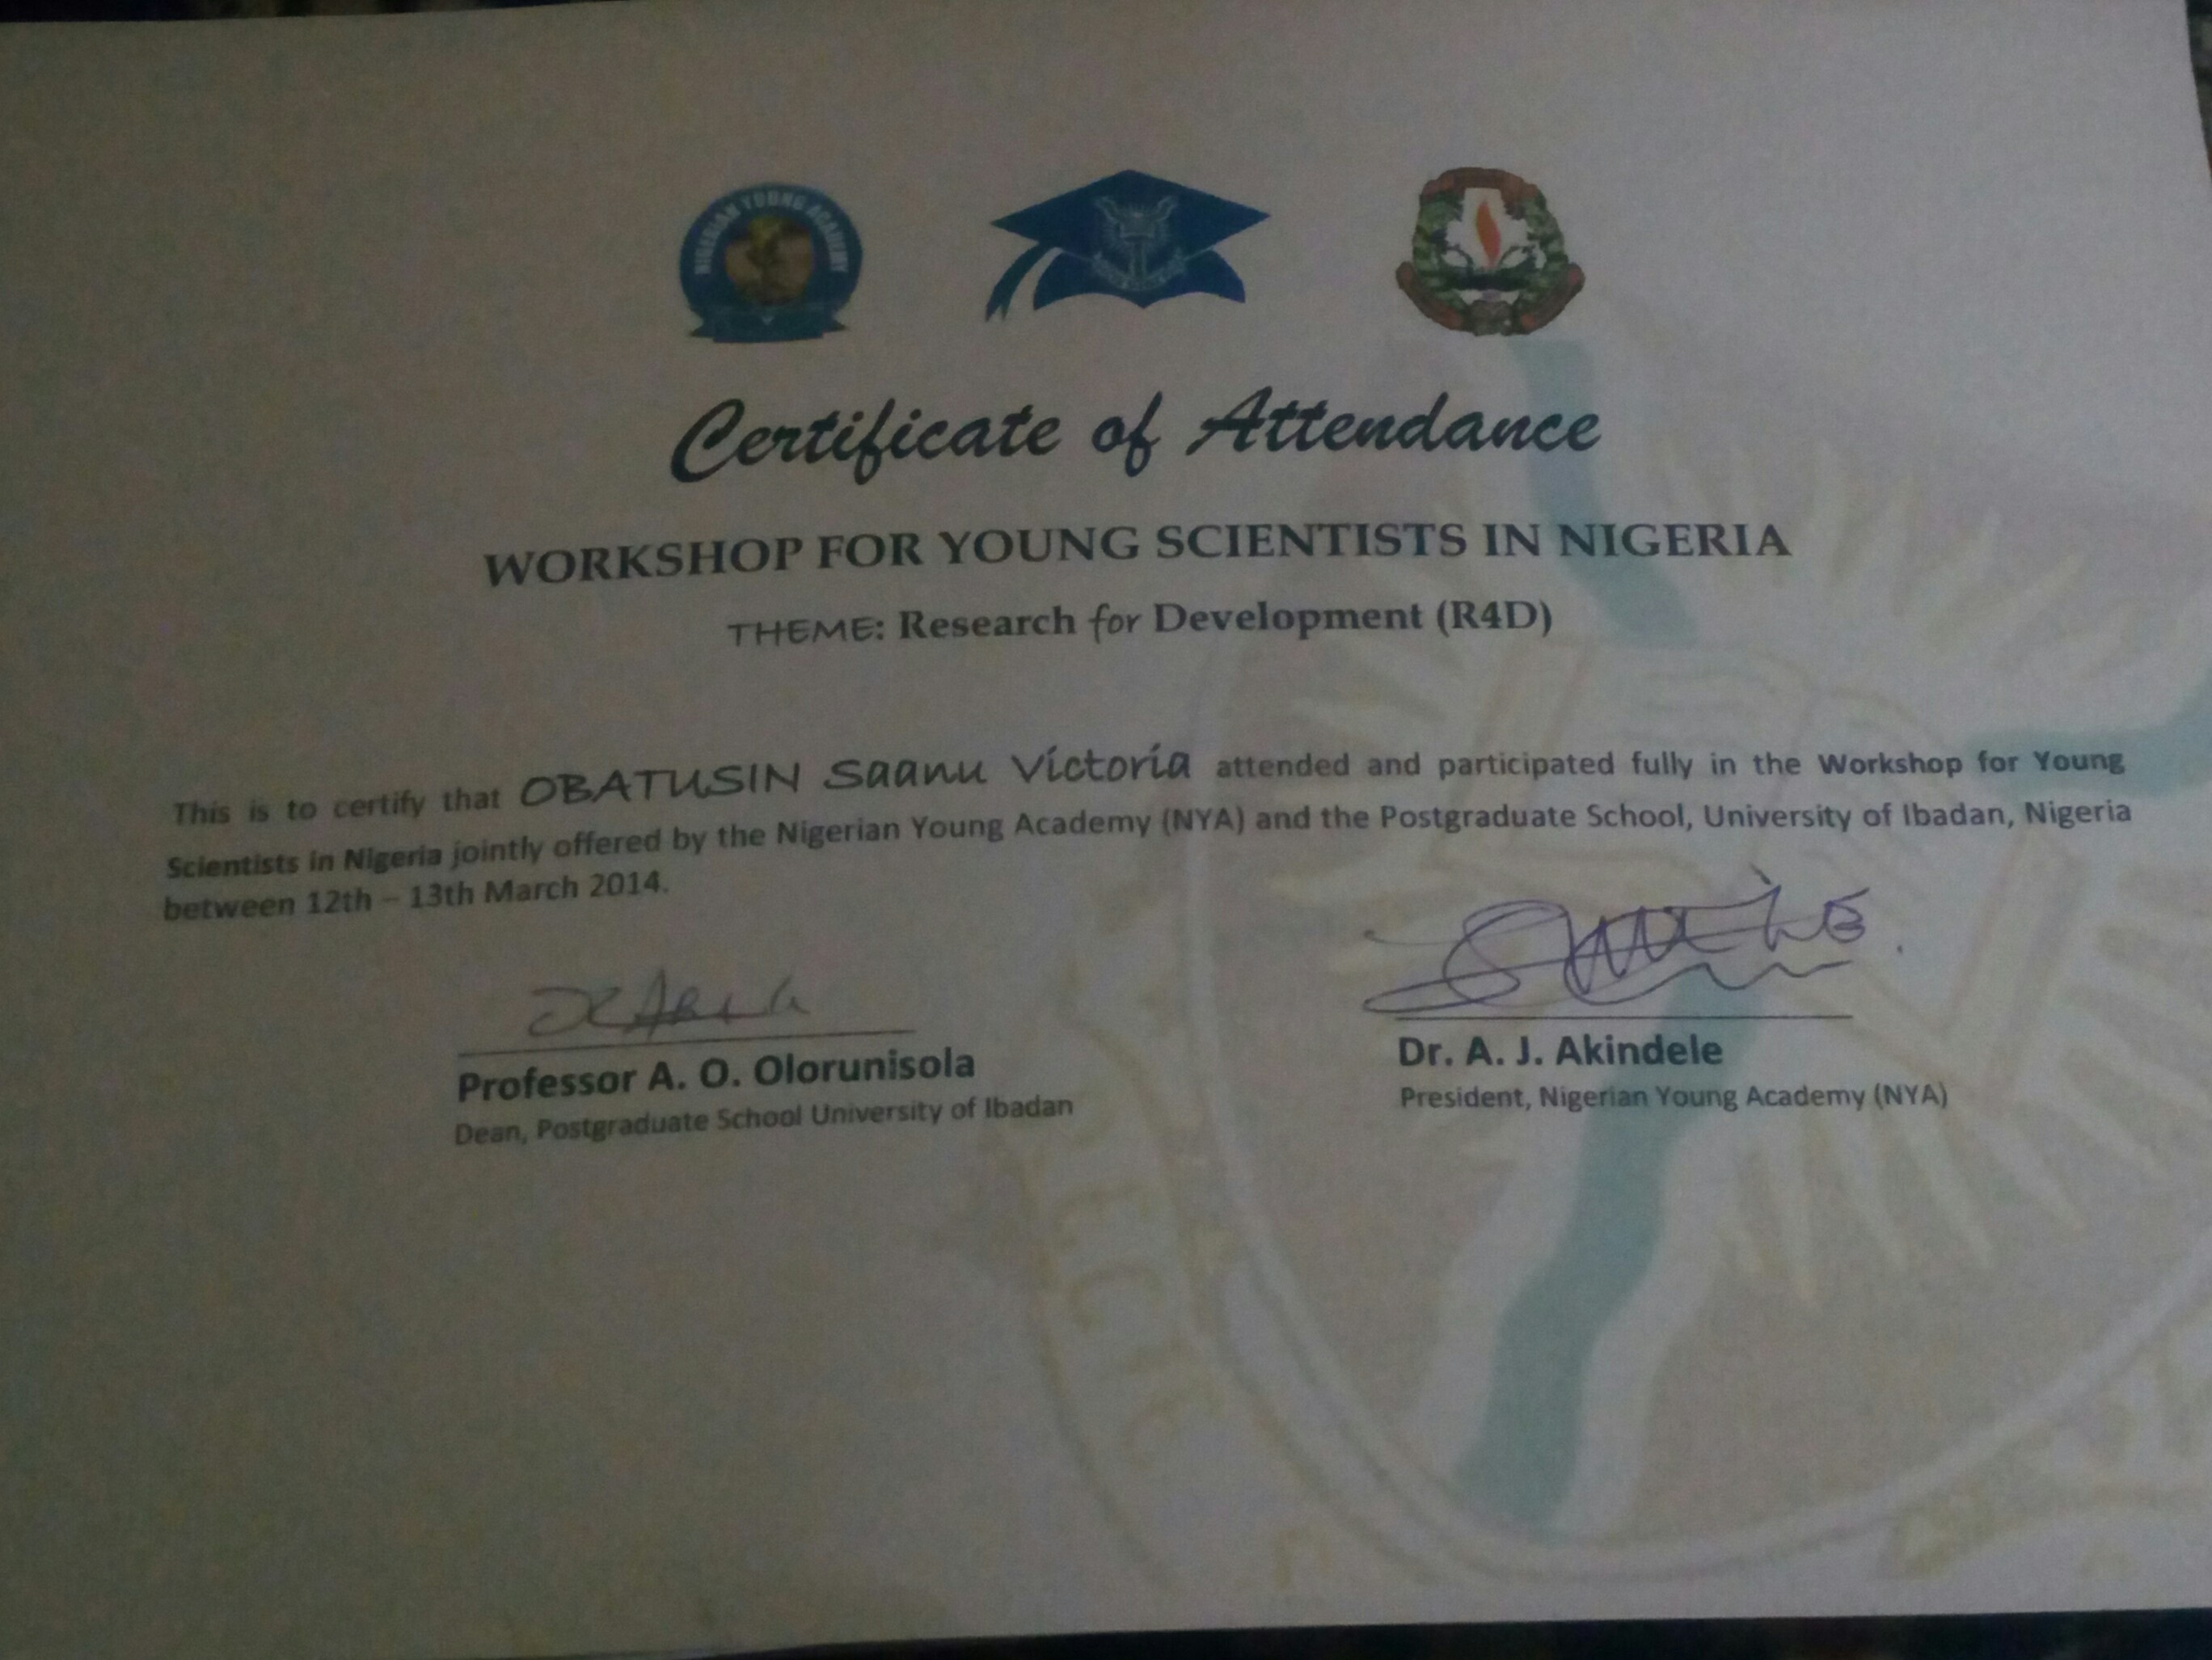 NIGERIAN YOUNG ACADEMY
Certificate of Attendance
WORKSHOP FOR YOUNG SCIENTISTS IN NIGERIA
THEME: Research for Development (R4D)
This is to certify that OBATUSIN Saanu Victoria attended and participated fully in the Workshop for Young
Scientists in Nigeria jointly offered by the Nigerian Young Academy (NYA) and the Postgraduate School, University of Ibadan, Nigeria
between 12th – 13th March 2014.
Professor A. O. Olorunisola
Dean, Postgraduate School University of Ibadan
Dr. A. J. Akindele
President, Nigerian Young Academy (NYA)